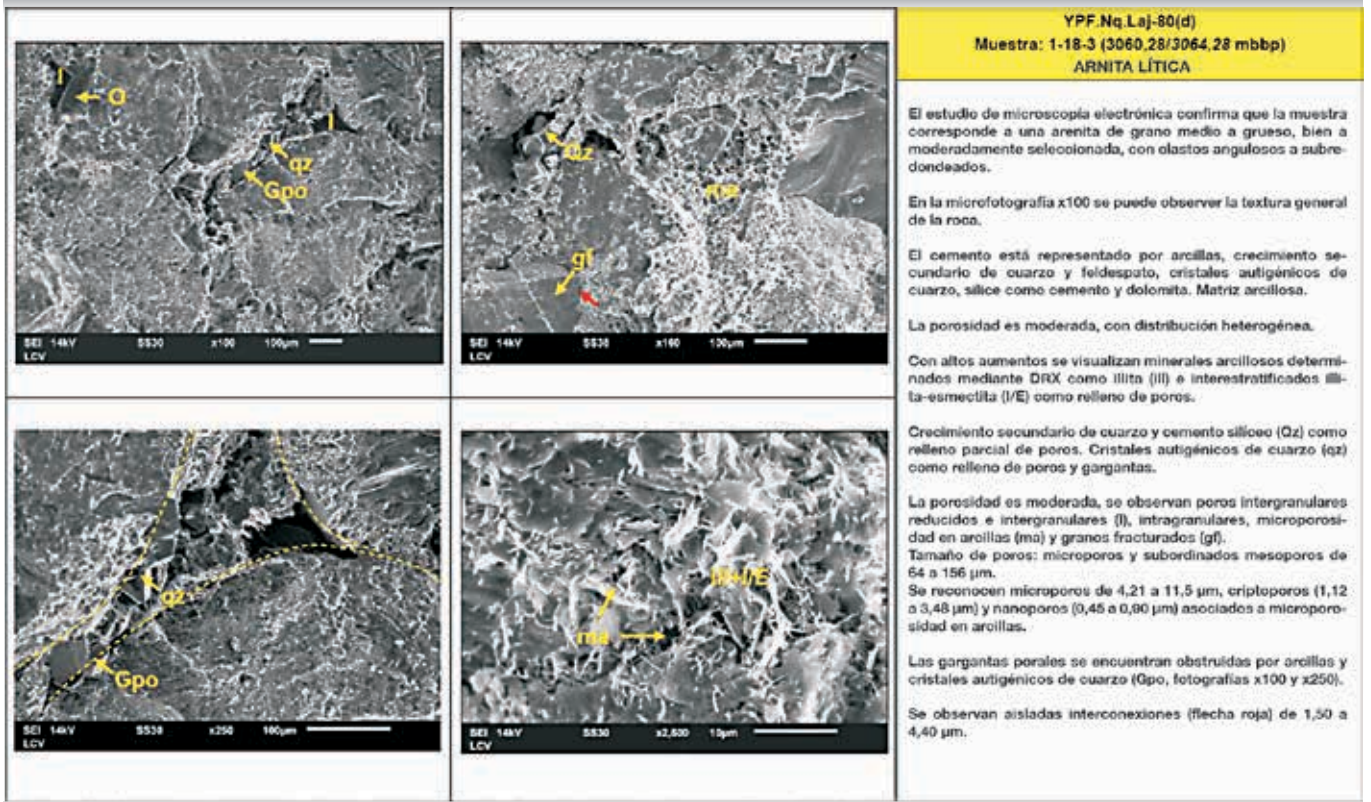 I
Q
I
qz
Gpo
SEI 14kV SS30 x100 100µm
LCV
Qz
gf
SEI 14kV SS30 x160 100µm
LCV
qz
Gpo
SEI 14kV SS30 x250 100µm
LCV
Ill+I/E
ma
SEI 14kV SS30 x2,500 10µm
LCV
YPF.Nq.Laj-80(d)
Muestra: 1-18-3 (3060,28/3064,28 mbbp)
ARNITA LÍTICA
El estudio de microscopía electrónica confirma que la muestra
corresponde a una arenita de grano medio a grueso, bien a
moderadamente seleccionada, con clastos angulosos a subre-
dondeados.
En la microfotografía x100 se puede observar la textura general
de la roca.
El cemento está representado por arcillas, crecimiento se-
cundario de cuarzo y feldespato, cristales autigénicos de
cuarzo, sílice como cemento y dolomita. Matriz arcillosa.
La porosidad es moderada, con distribución heterogénea.
Con altos aumentos se visualizan minerales arcillosos determi-
nados mediante DRX como illita (Ill) e interestratificados illi-
ta-esmectita (I/E) como relleno de poros.
Crecimiento secundario de cuarzo y cemento silíceo (Qz) como
relleno parcial de poros. Cristales autigénicos de cuarzo (qz)
como relleno de poros y gargantas.
La porosidad es moderada, se observan poros intergranulares
reducidos e intergranulares (I), intragranulares, microporosi-
dad en arcillas (ma) y granos fracturados (gf).
Tamaño de poros: microporos y subordinados mesoporos de
64 a 156 µm.
Se reconocen microporos de 4,21 a 11,5 µm, criptoporos (1,12
a 3,48 µm) y nanoporos (0,45 a 0,90 µm) asociados a microporo-
sidad en arcillas.
Las gargantas porales se encuentran obstruidas por arcillas y
cristales autigénicos de cuarzo (Gpo, fotografías x100 y x250).
Se observan aisladas interconexiones (flecha roja) de 1,50 a
4,40 µm.